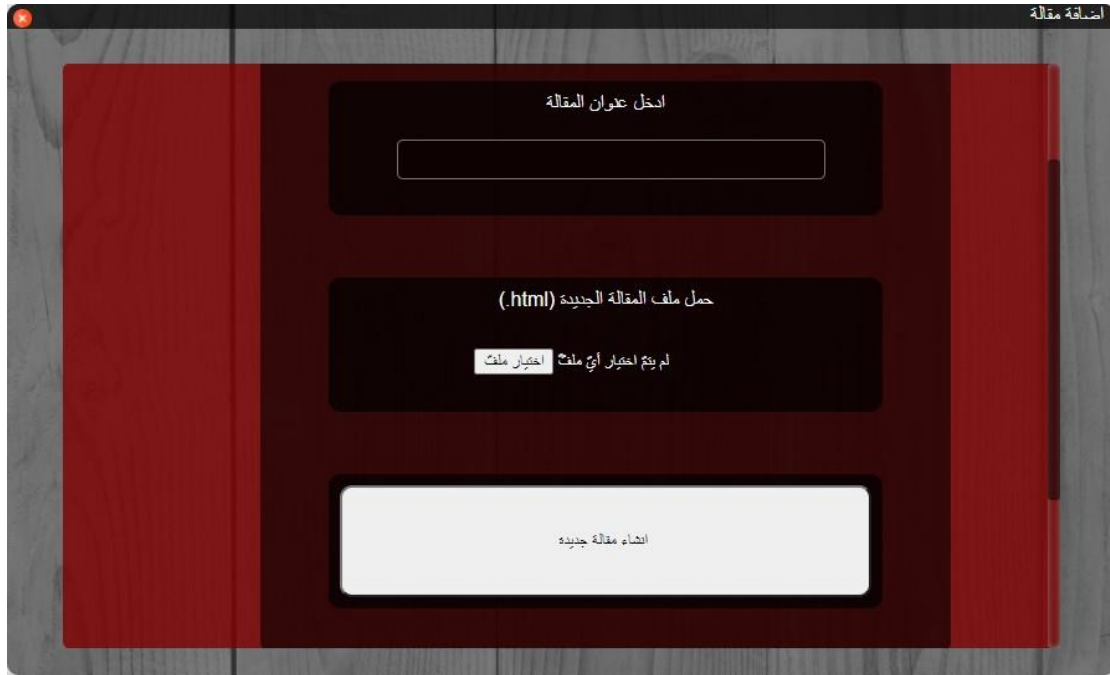 اضافة مقالة
ادخل عنوان المقالة
حمل ملف المقالة الجديدة (html.)
اختيار ملفّ لم يتمّ اختيار أيّ ملفّ
انشاء مقالة جديدة